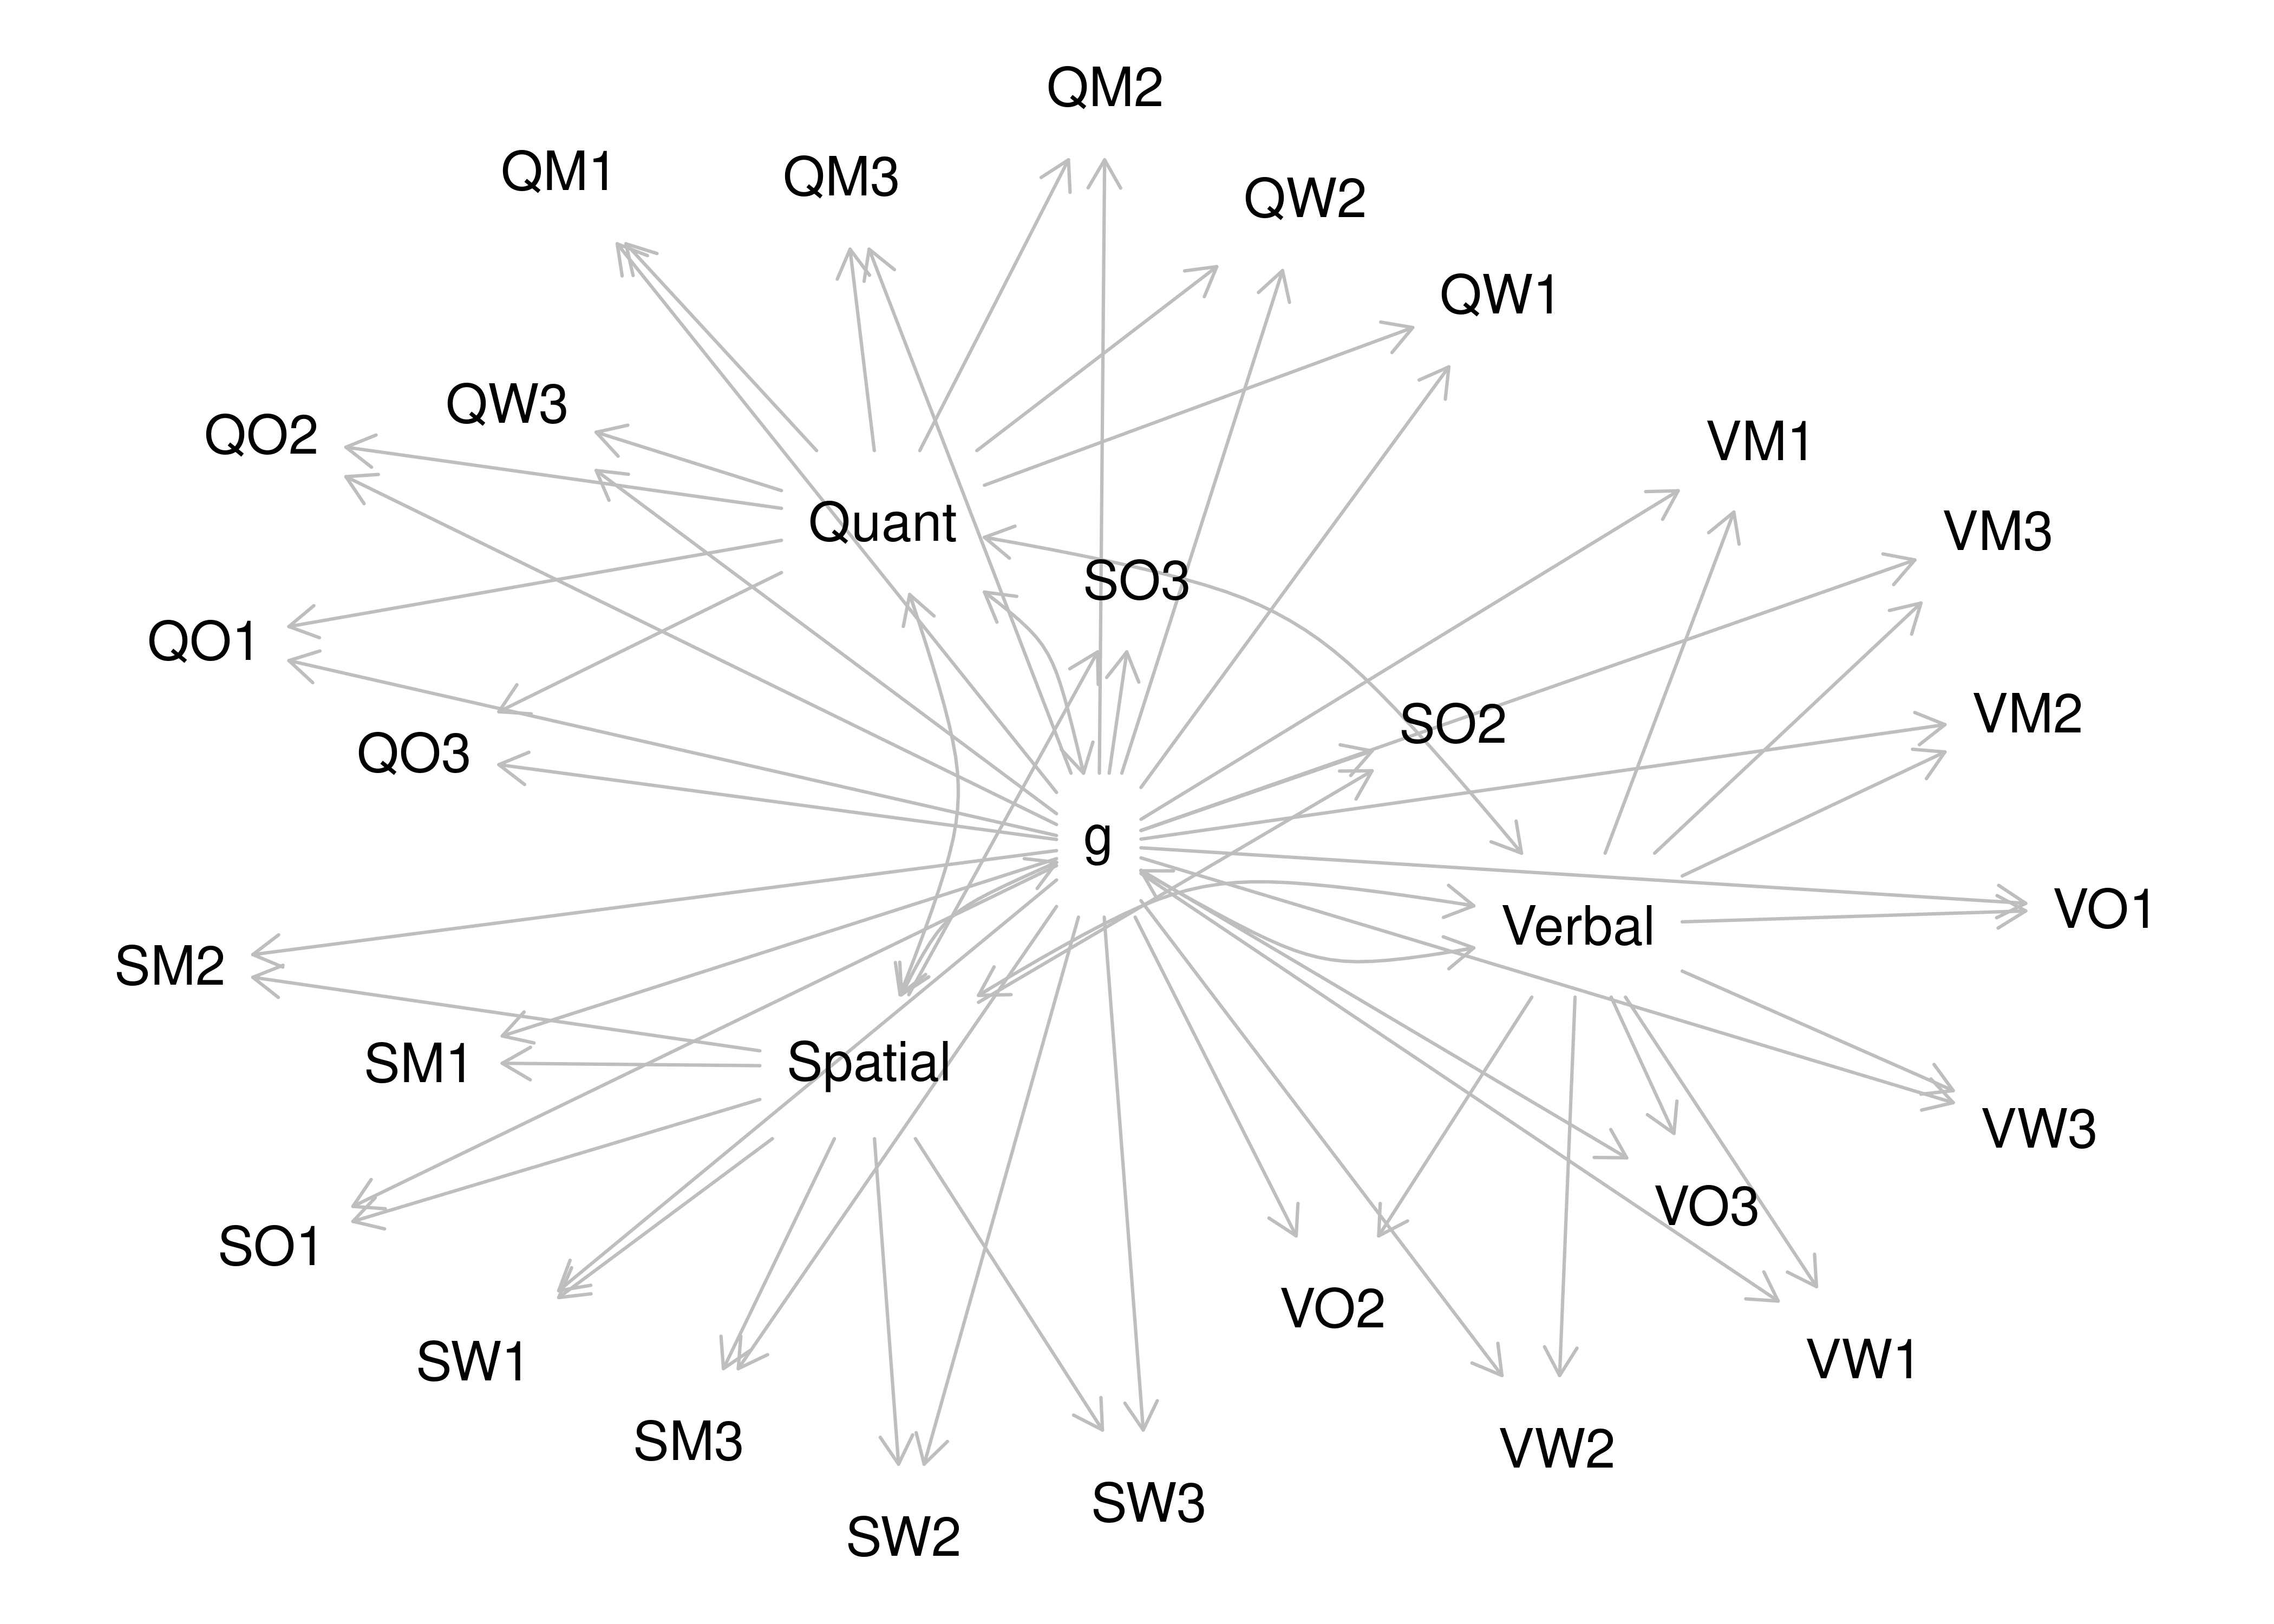 QM2
QM1
QM3
QW2
QW1
QW3
QO2
VM1
Quant
VM3
SO3
QO1
SO2
VM2
QO3
g
VO1
Verbal
SM2
SM1
Spatial
VW3
VO3
SO1
VO2
SW1
VW1
SM3
VW2
SW3
SW2